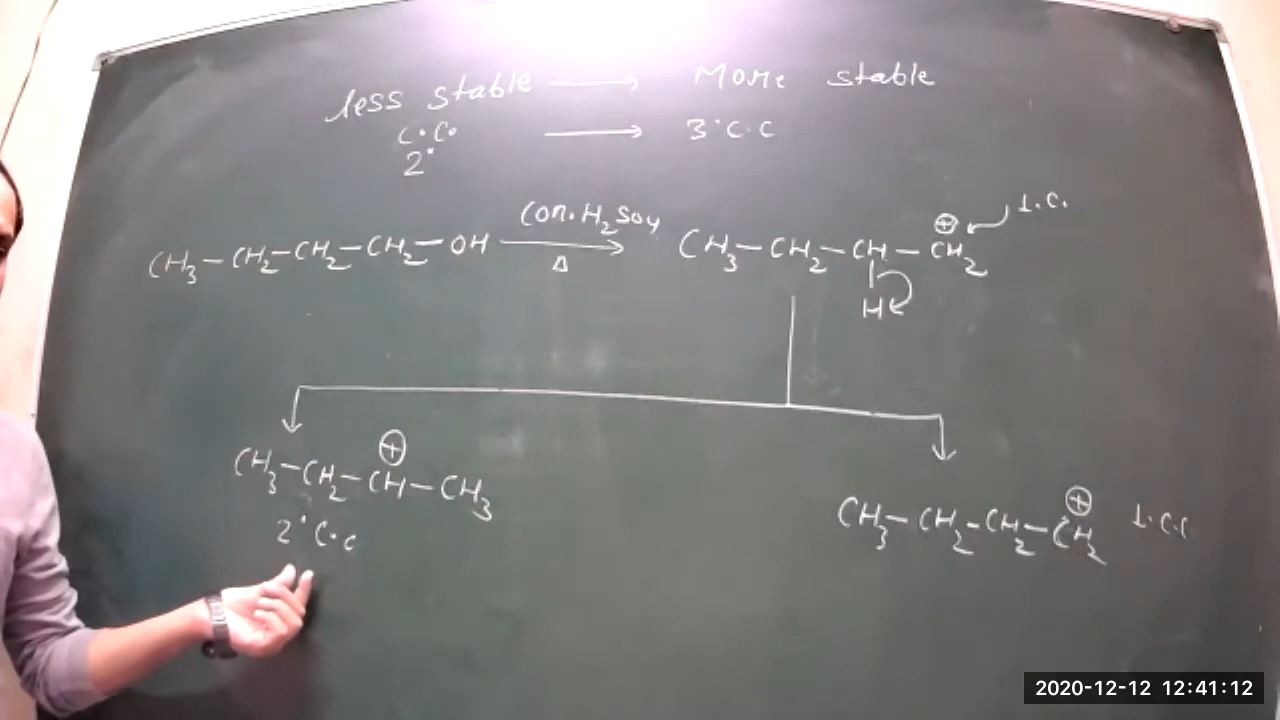 less stable ⟶ More stable
C.C.
2° ⟶ 3° C.C
CH₃–CH₂–CH₂–CH₂–OH ⟶ CH₃–CH₂–CH–CH₂ 1.C.
Con. H₂SO₄
Δ
⊕
H
⊕
CH₃–CH₂–CH–CH₃
2° C.C
⊕
CH₃–CH₂–CH₂–CH₂ 1.C.C
2020-12-12 12:41:12